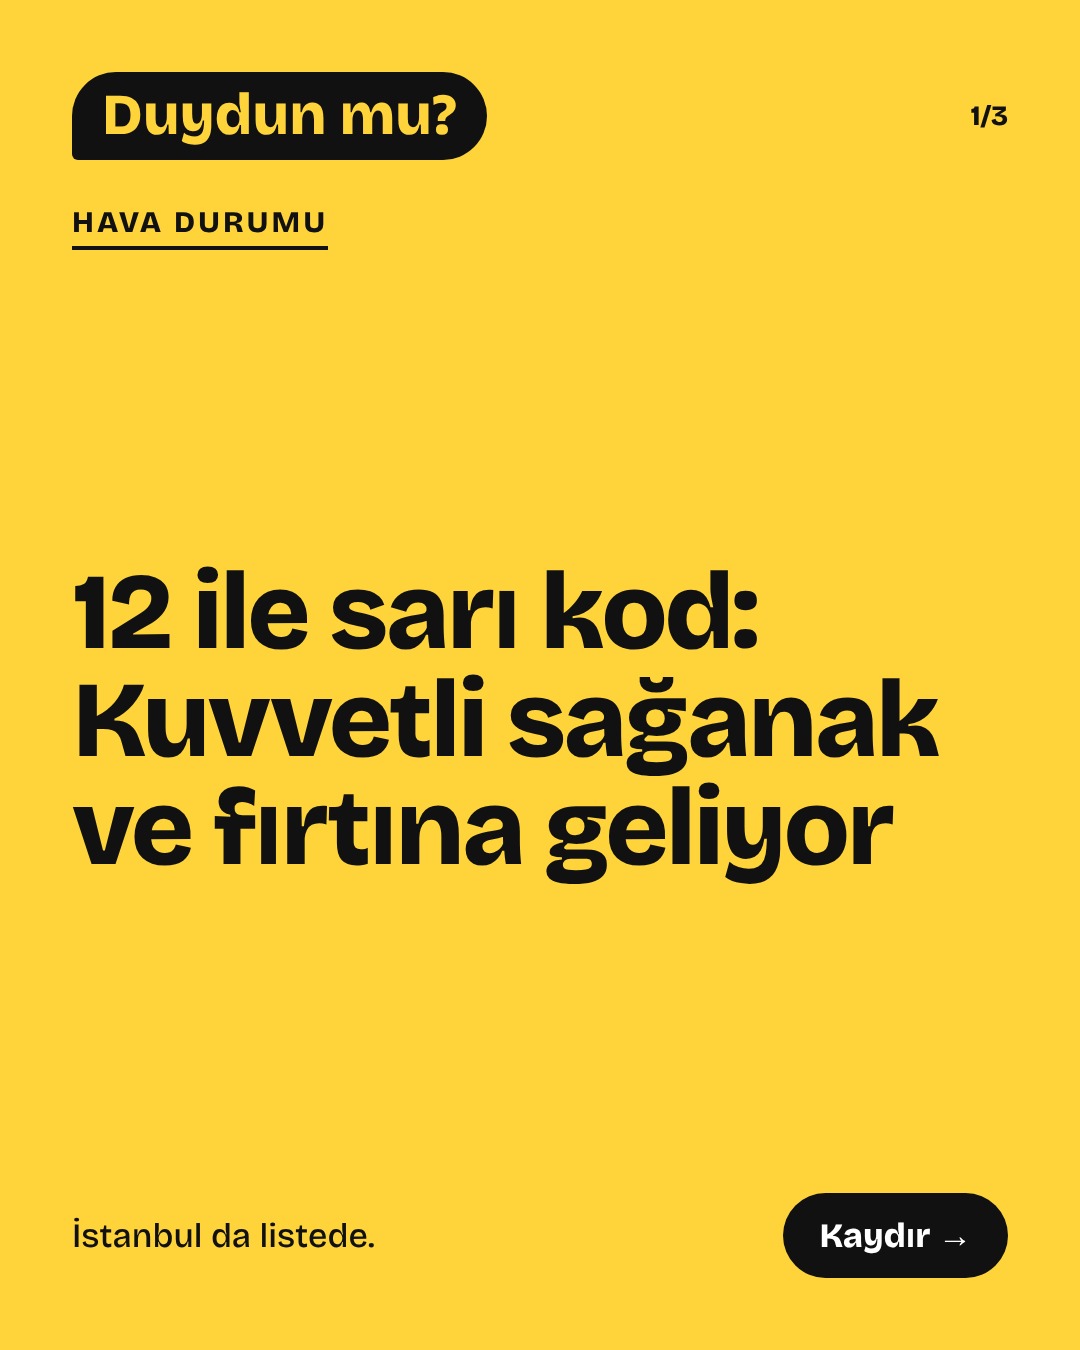 Duydun mu?
1/3
HAVA DURUMU
12 ile sarı kod:
Kuvvetli sağanak
ve fırtına geliyor
İstanbul da listede.
Kaydır →